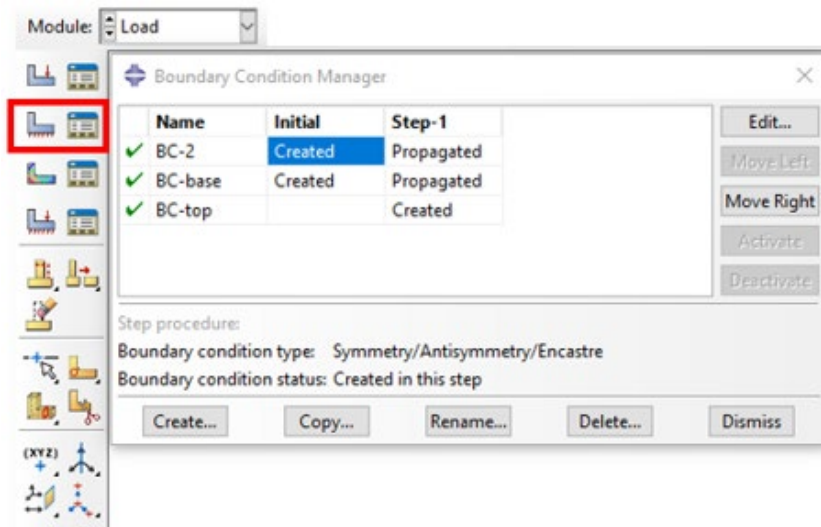 Module: Load
Boundary Condition Manager
Name Initial Step-1
BC-2 Created Propagated
BC-base Created Propagated
BC-top Created
Edit...
Move Left
Move Right
Activate
Deactivate
Step procedure:
Boundary condition type: Symmetry/Antisymmetry/Encastre
Boundary condition status: Created in this step
Create... Copy... Rename... Delete... Dismiss
(XYZ)